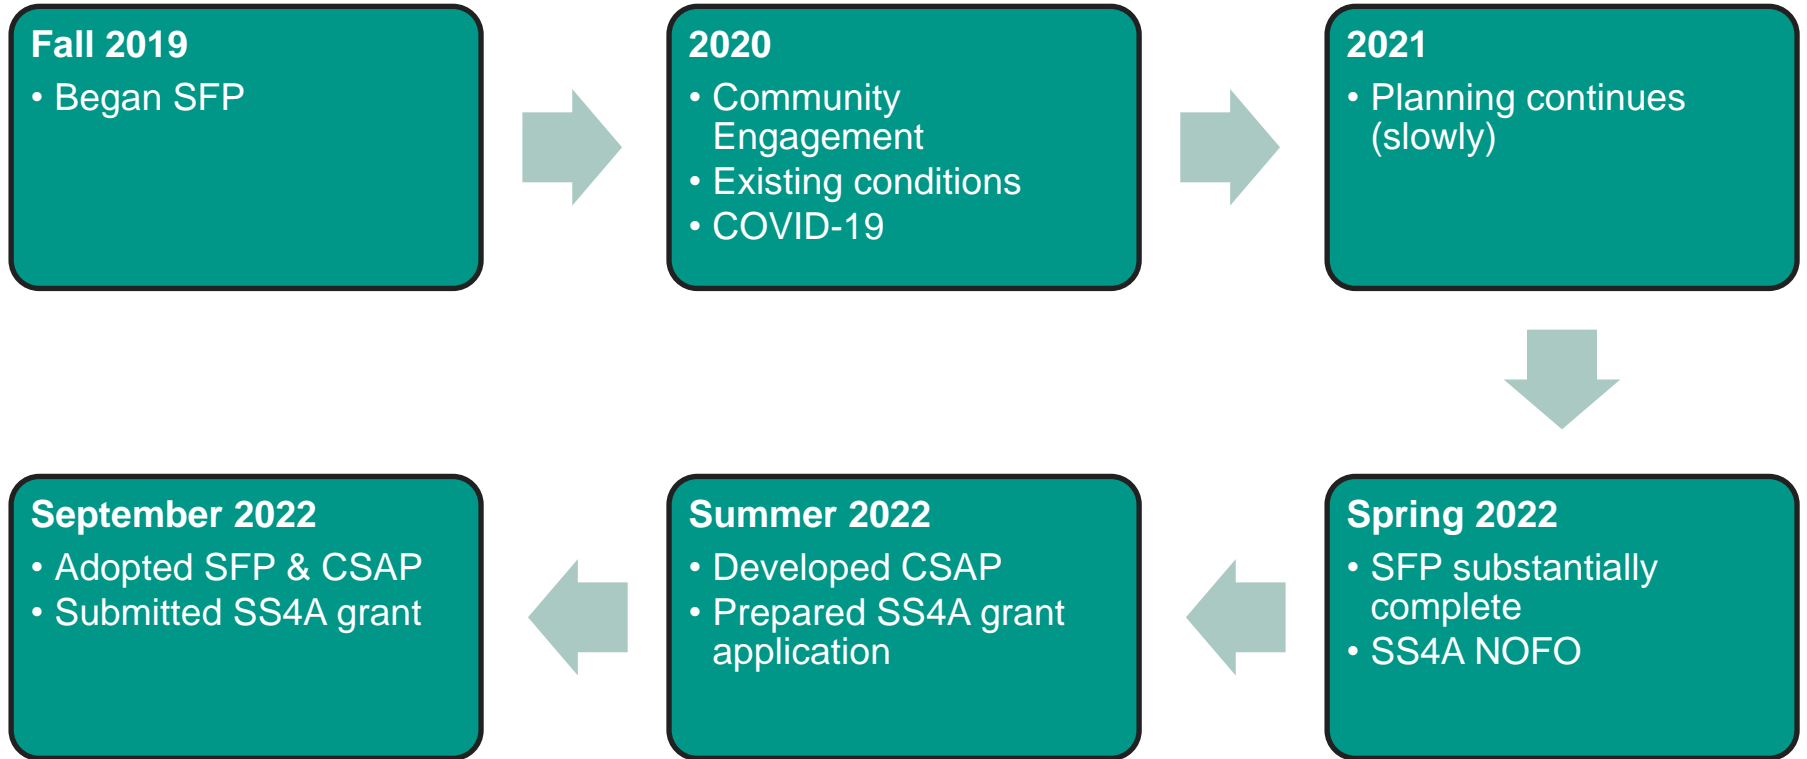 Fall 2019
• Began SFP
2020
• Community
Engagement
• Existing conditions
• COVID-19
2021
• Planning continues
(slowly)
Spring 2022
• SFP substantially
complete
• SS4A NOFO
Summer 2022
• Developed CSAP
• Prepared SS4A grant
application
September 2022
• Adopted SFP & CSAP
• Submitted SS4A grant